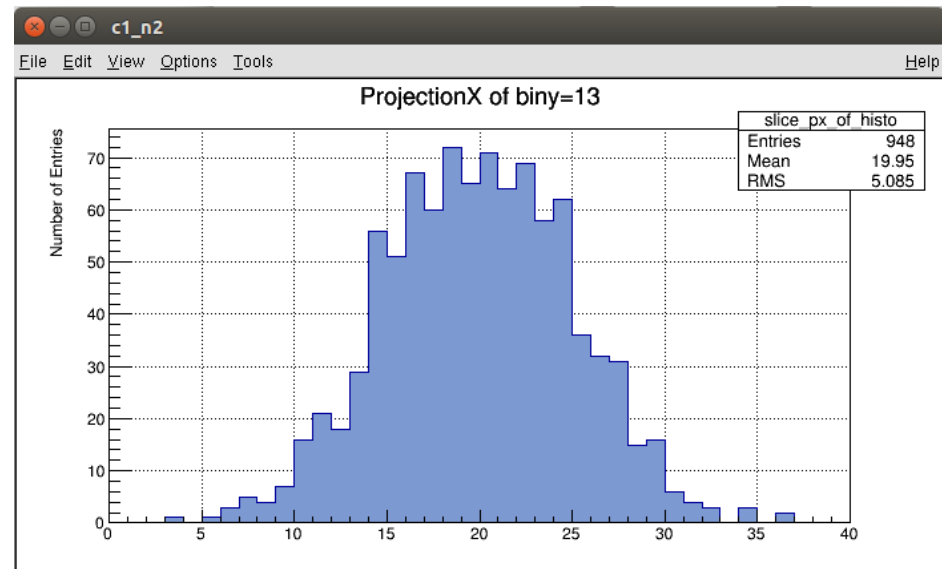 c1_n2
File Edit View Options Tools Help
ProjectionX of biny=13
slice_px_of_histo
Entries 948
Mean 19.95
RMS 5.085
Number of Entries
70
60
50
40
30
20
10
0
0 5 10 15 20 25 30 35 40